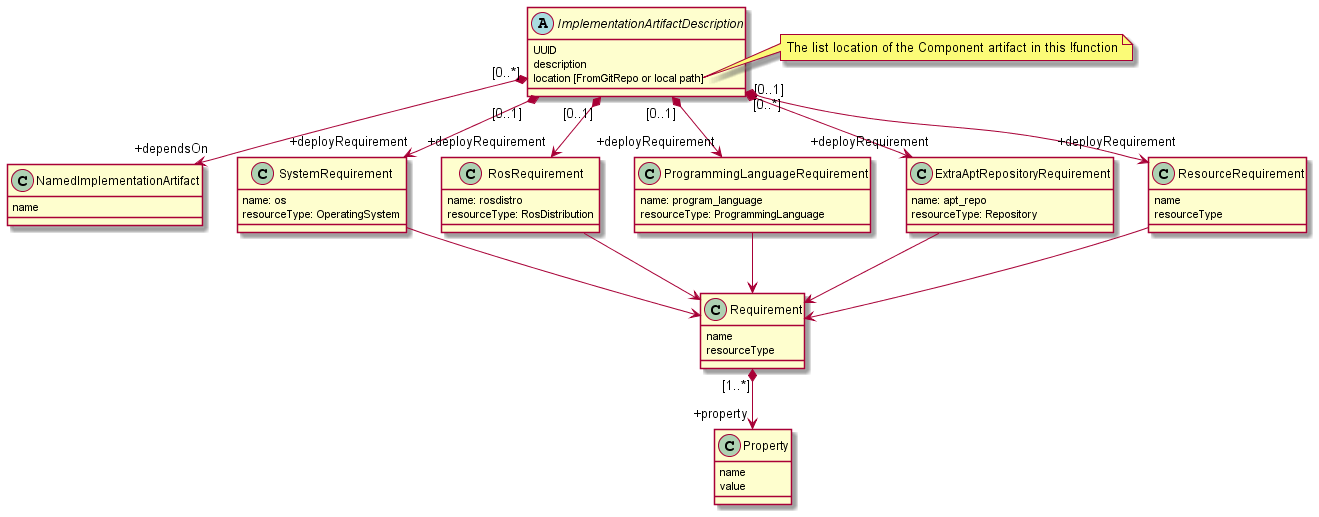 A ImplementationArtifactDescription
UUID
description
location [FromGitRepo or local path]
The list location of the Component artifact in this !function
[0..*]
[0..1]
[0..1]
[0..1]
[0..1]
[0..*]
+dependsOn
+deployRequirement
+deployRequirement
+deployRequirement
+deployRequirement
+deployRequirement
C NamedImplementationArtifact
name
C SystemRequirement
name: os
resourceType: OperatingSystem
C RosRequirement
name: rosdistro
resourceType: RosDistribution
C ProgrammingLanguageRequirement
name: program_language
resourceType: ProgrammingLanguage
C ExtraAptRepositoryRequirement
name: apt_repo
resourceType: Repository
C ResourceRequirement
name
resourceType
C Requirement
name
resourceType
[1..*]
+property
C Property
name
value